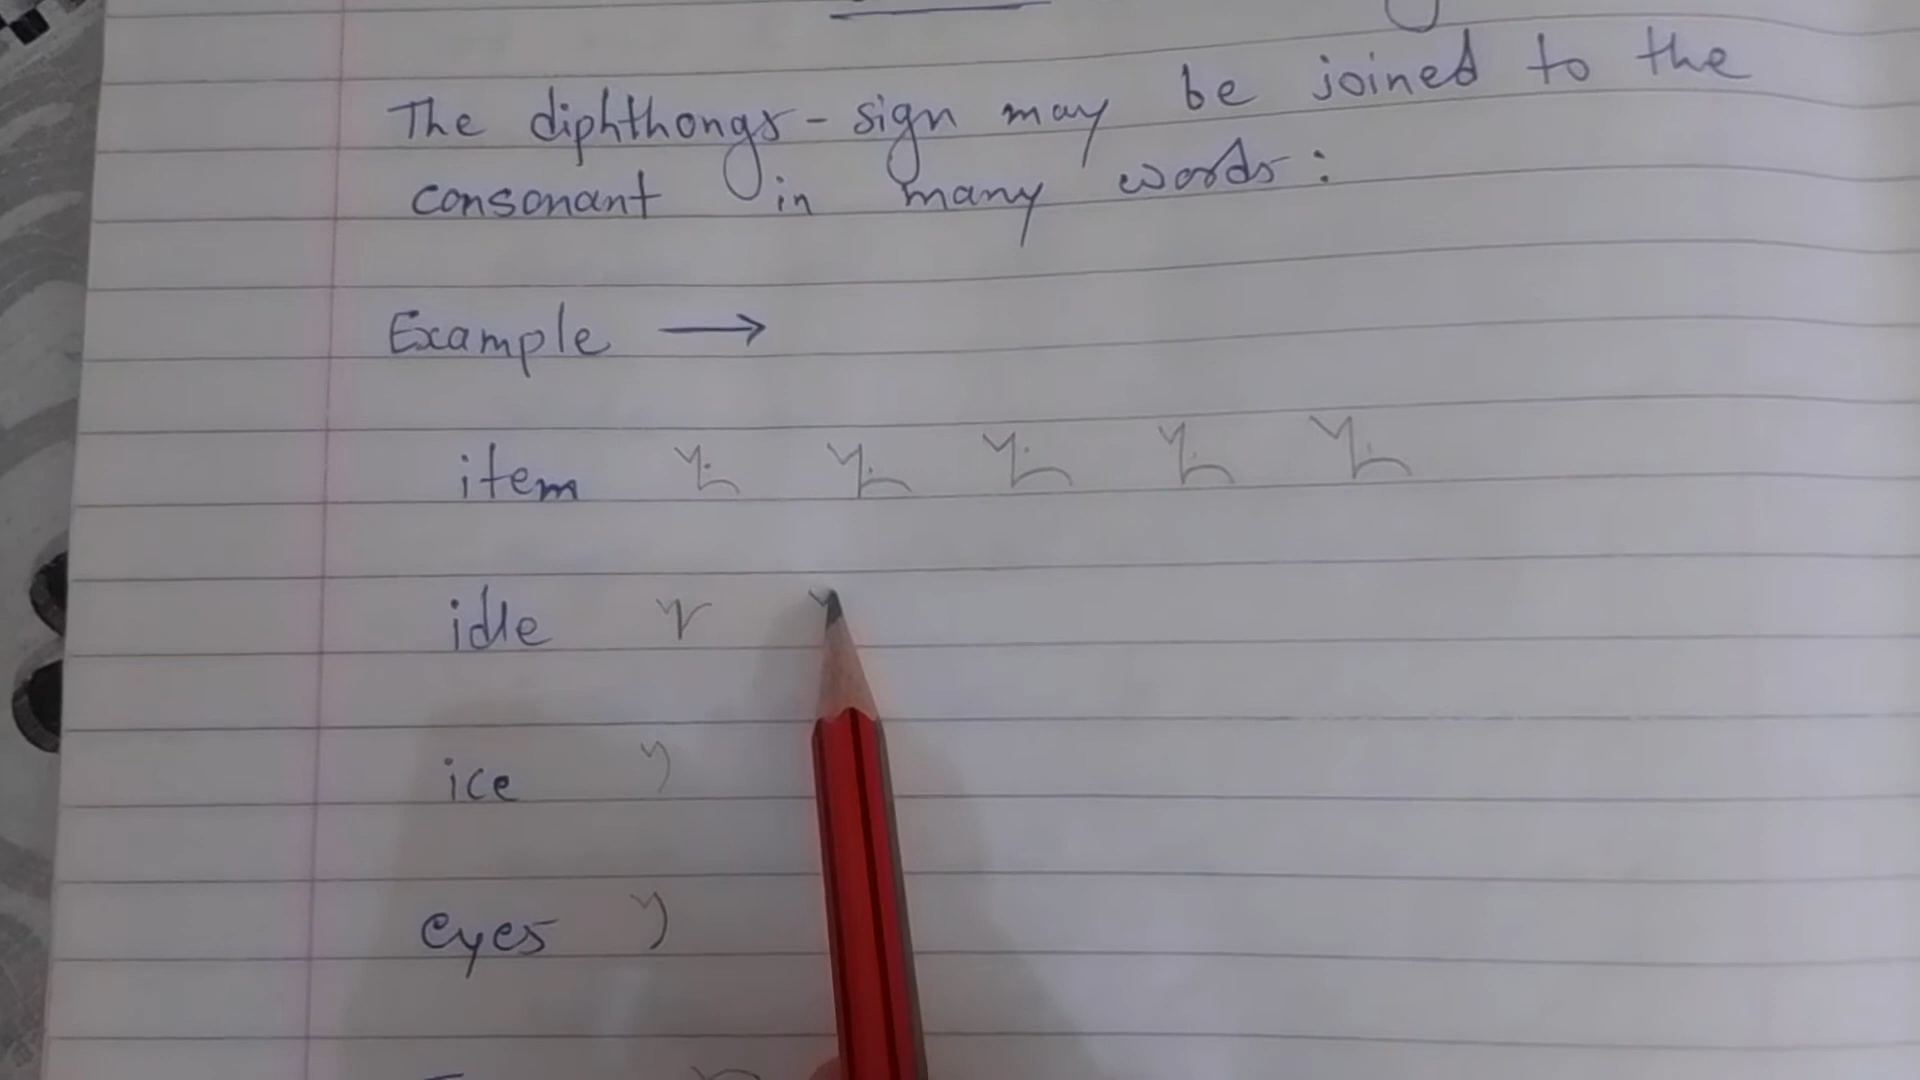 The diphthongs - sign may be joined to the
consonant in many words:
Example →
item
idle
ice
eyes